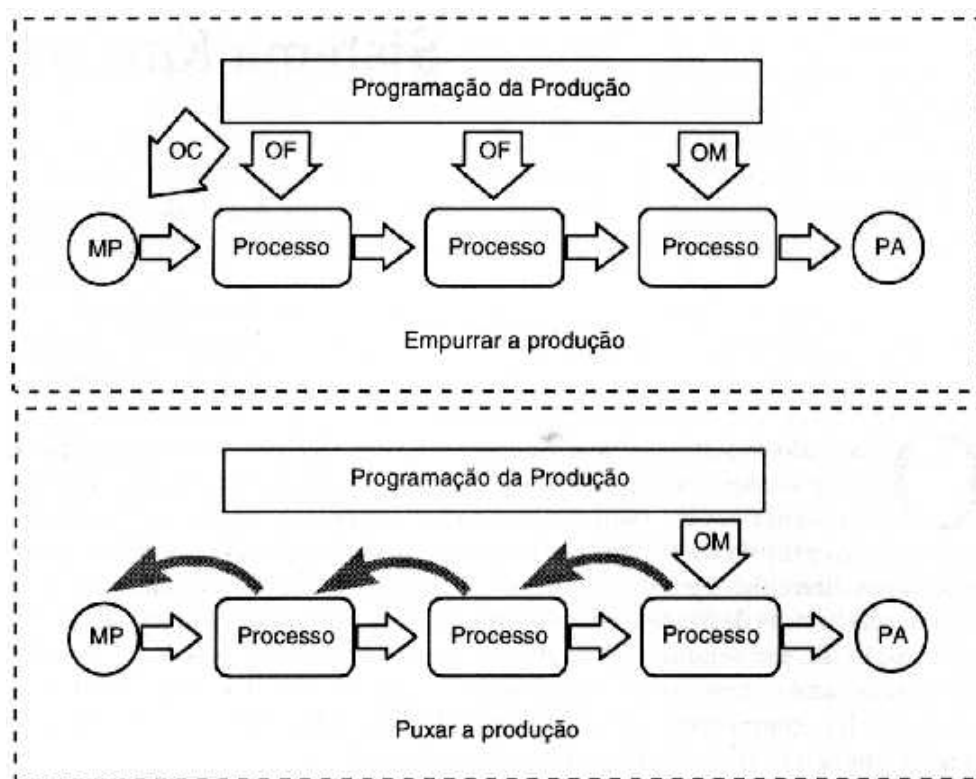 Programação da Produção
OC
OF
OF
OM
MP
Processo
Processo
Processo
PA
Empurrar a produção
Programação da Produção
OM
MP
Processo
Processo
Processo
PA
Puxar a produção